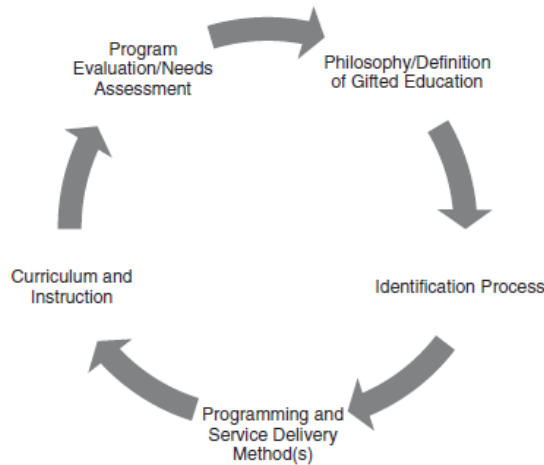 Program
Evaluation/Needs
Assessment
Philosophy/Definition
of Gifted Education
Identification Process
Programming and
Service Delivery
Method(s)
Curriculum and
Instruction